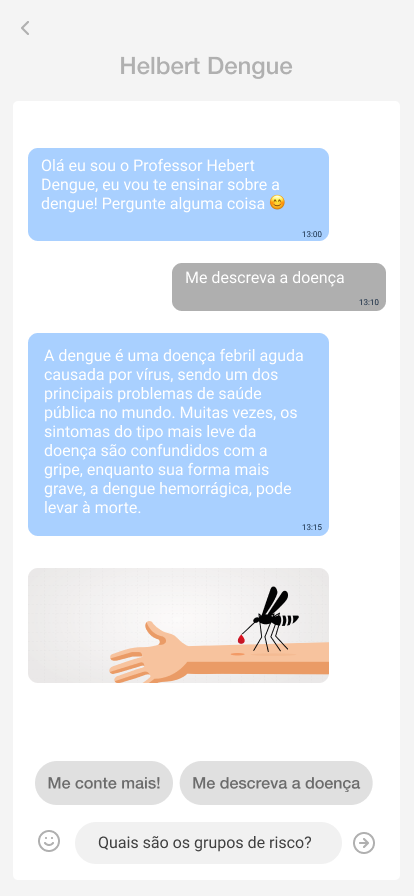 Helbert Dengue
Olá eu sou o Professor Hebert
Dengue, eu vou te ensinar sobre a
dengue! Pergunte alguma coisa 😊
13:00
Me descreva a doença
13:10
A dengue é uma doença febril aguda
causada por vírus, sendo um dos
principais problemas de saúde
pública no mundo. Muitas vezes, os
sintomas do tipo mais leve da
doença são confundidos com a
gripe, enquanto sua forma mais
grave, a dengue hemorrágica, pode
levar à morte.
13:15
Me conte mais!
Me descreva a doença
Quais são os grupos de risco?